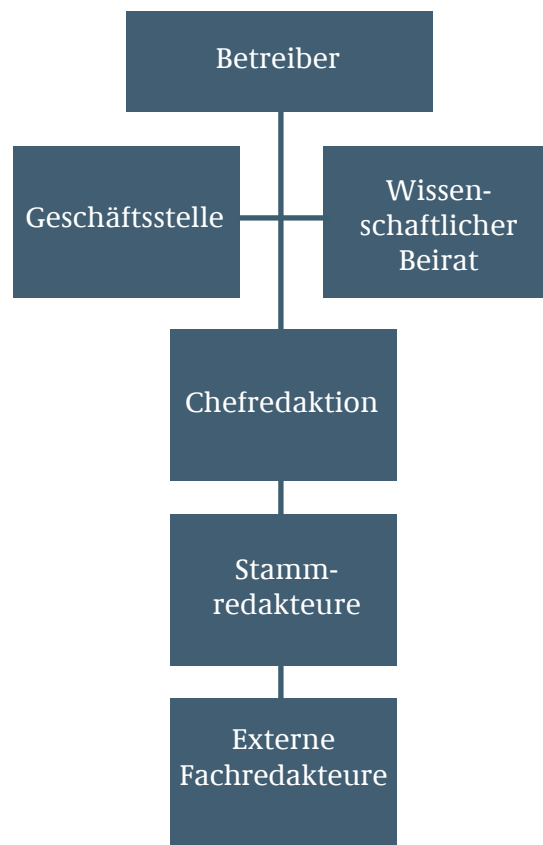 Betreiber
Geschäftsstelle
Wissen-
schaftlicher
Beirat
Chefredaktion
Stamm-
redakteure
Externe
Fachredakteure